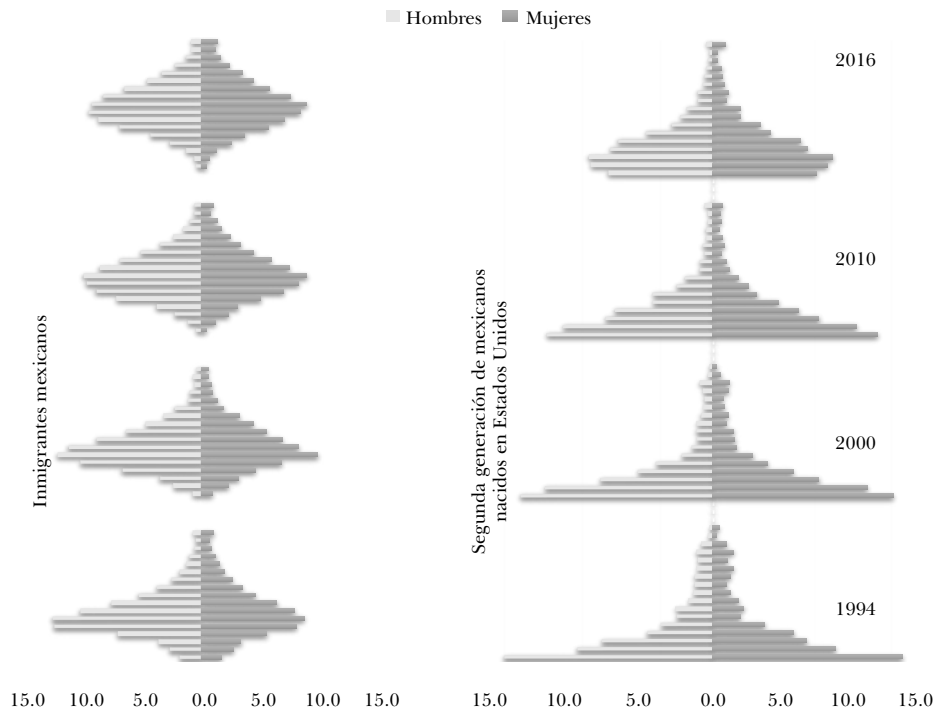 Hombres Mujeres
2016
2010
2000
1994
Inmigrantes mexicanos
Segunda generación de mexicanos
nacidos en Estados Unidos
15.0 10.0 5.0 0.0 5.0 10.0 15.0
15.0 10.0 5.0 0.0 5.0 10.0 15.0